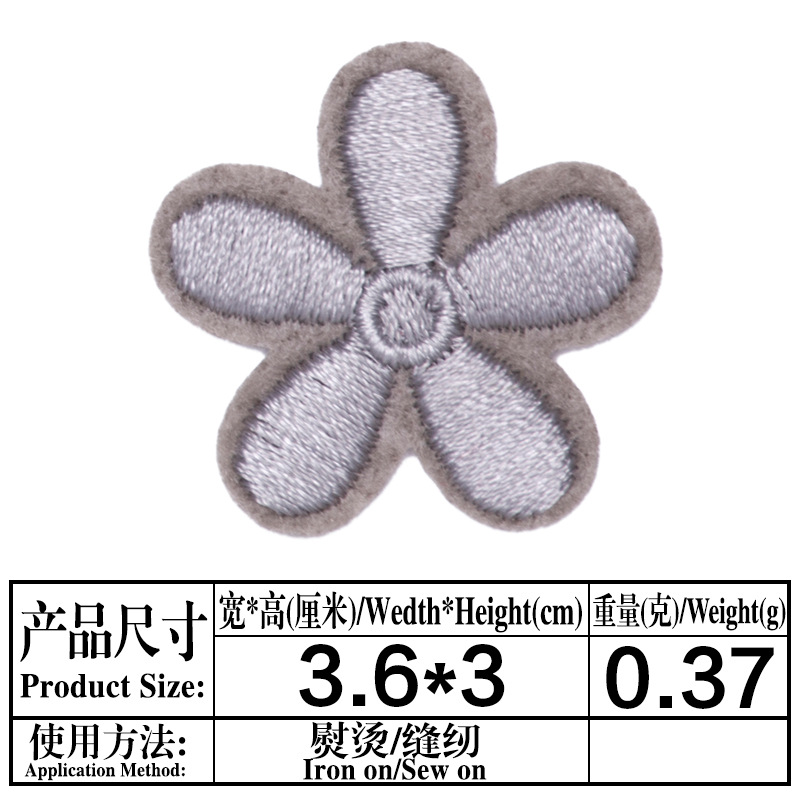 产品尺寸
Product Size:
宽*高(厘米)/Wedth*Height(cm)
重量(克)/Weight(g)
3.6*3
0.37
使用方法:
Application Method:
熨烫/缝纫
Iron on/Sew on